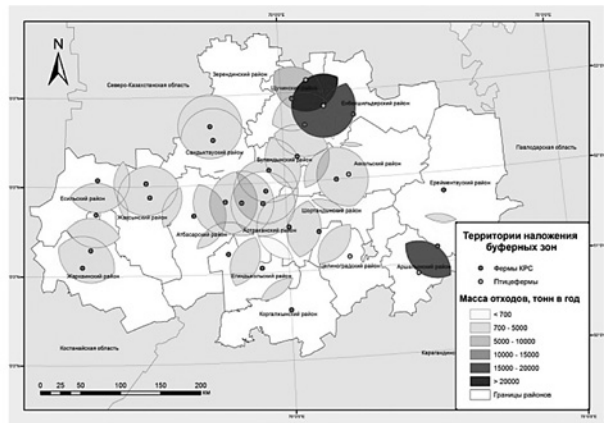 N
Северо-Казахстанская область
Зерендинский район
Щучинский район
Енбекшильдерский район
Сандыктауский район
Буландынский район
Павлодарская область
Аккольский район
Ерейментауский район
Есильский район
Жаксынский район
Атбасарский район
Астраханский район
Шортандынский район
Жаркаинский район
Егиндыкольский район
Целиноградский район
Аршалынский район
Коргалжынский район
Костанайская область
Карагандинс
Территории наложения
буферных зон
Фермы КРС
Птицефермы
Масса отходов, тонн в год
< 700
700 - 5000
5000 - 10000
10000 - 15000
15000 - 20000
> 20000
Границы районов
0 25 50 100 150 200
км